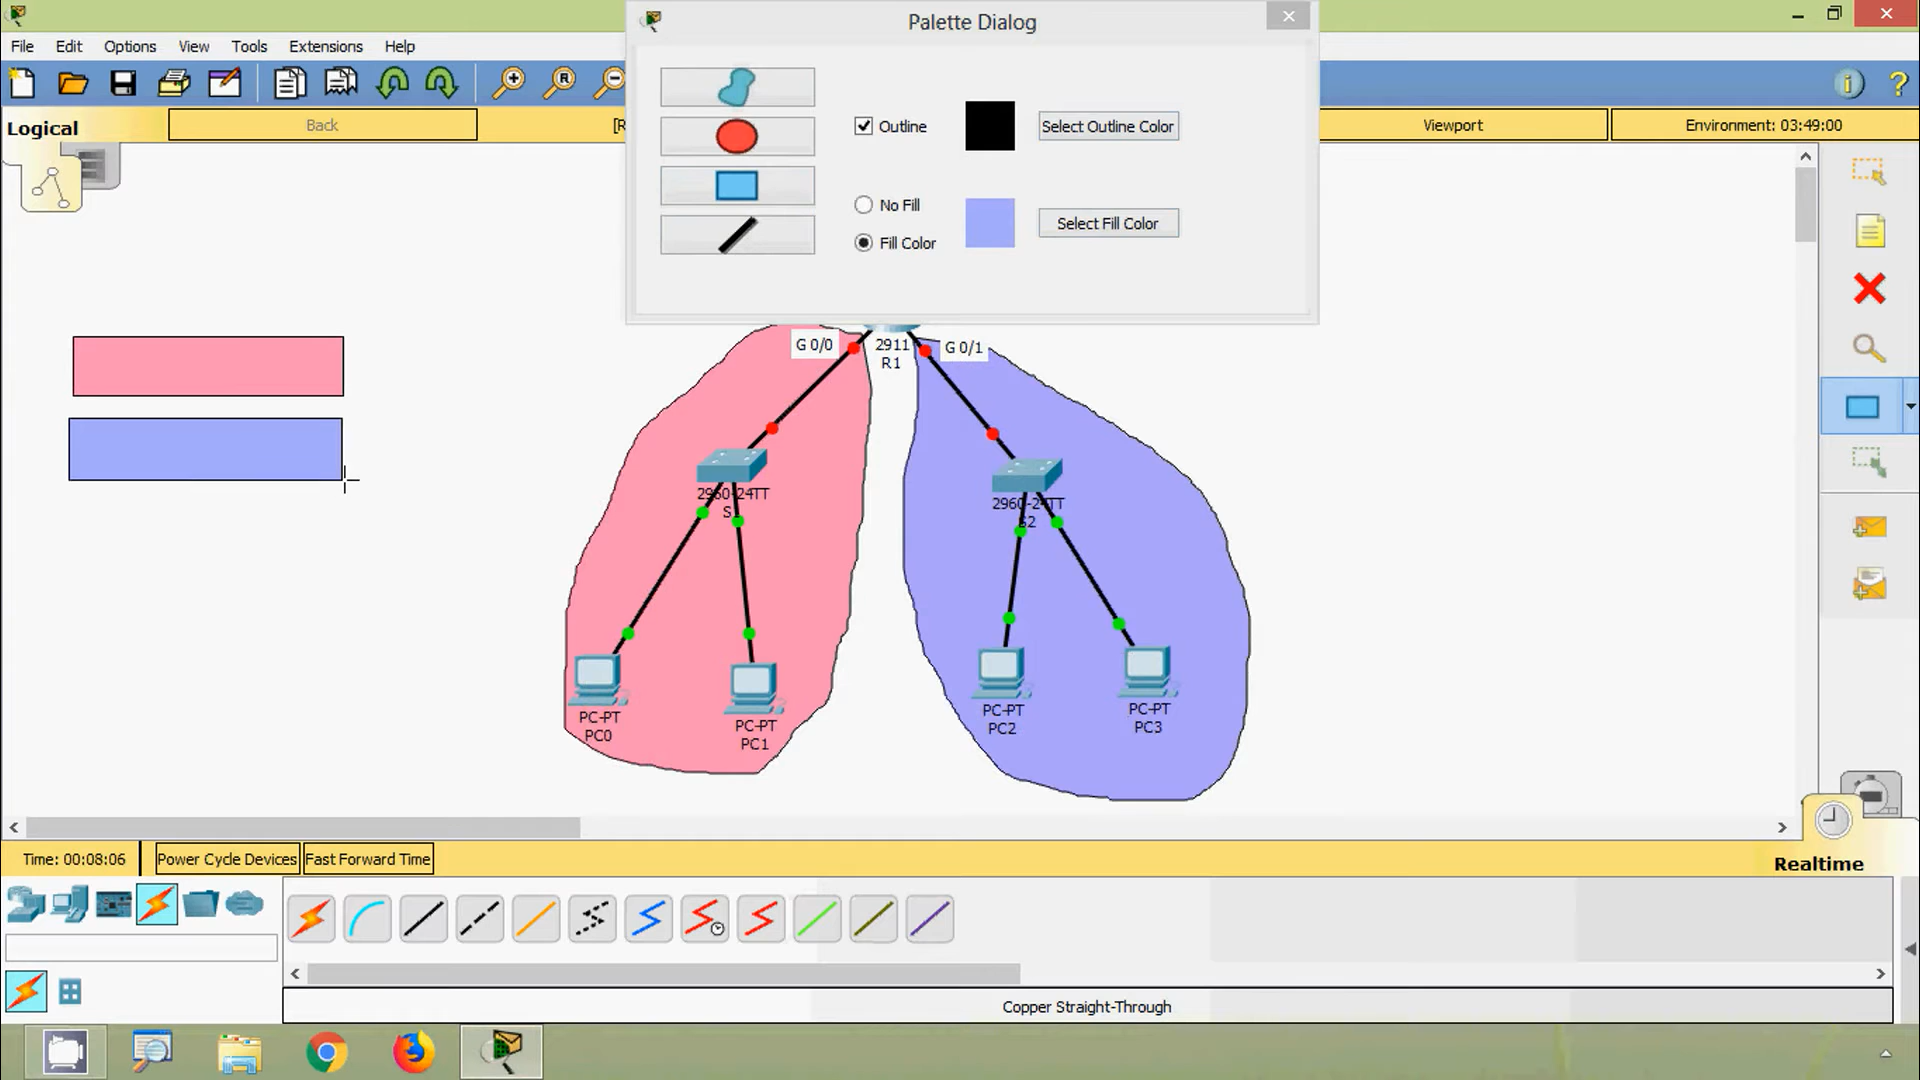 Palette Dialog
File Edit Options View Tools Extensions Help
R
Outline
Select Outline Color
No Fill
Fill Color
Select Fill Color
Logical
Back
[R
Viewport
Environment: 03:49:00
i
?
G 0/0
2911
R1
G 0/1
2960-24TT
2960-24TT
S2
PC-PT
PC0
PC-PT
PC1
PC-PT
PC2
PC-PT
PC3
Time: 00:08:06
Power Cycle Devices
Fast Forward Time
Realtime
Copper Straight-Through